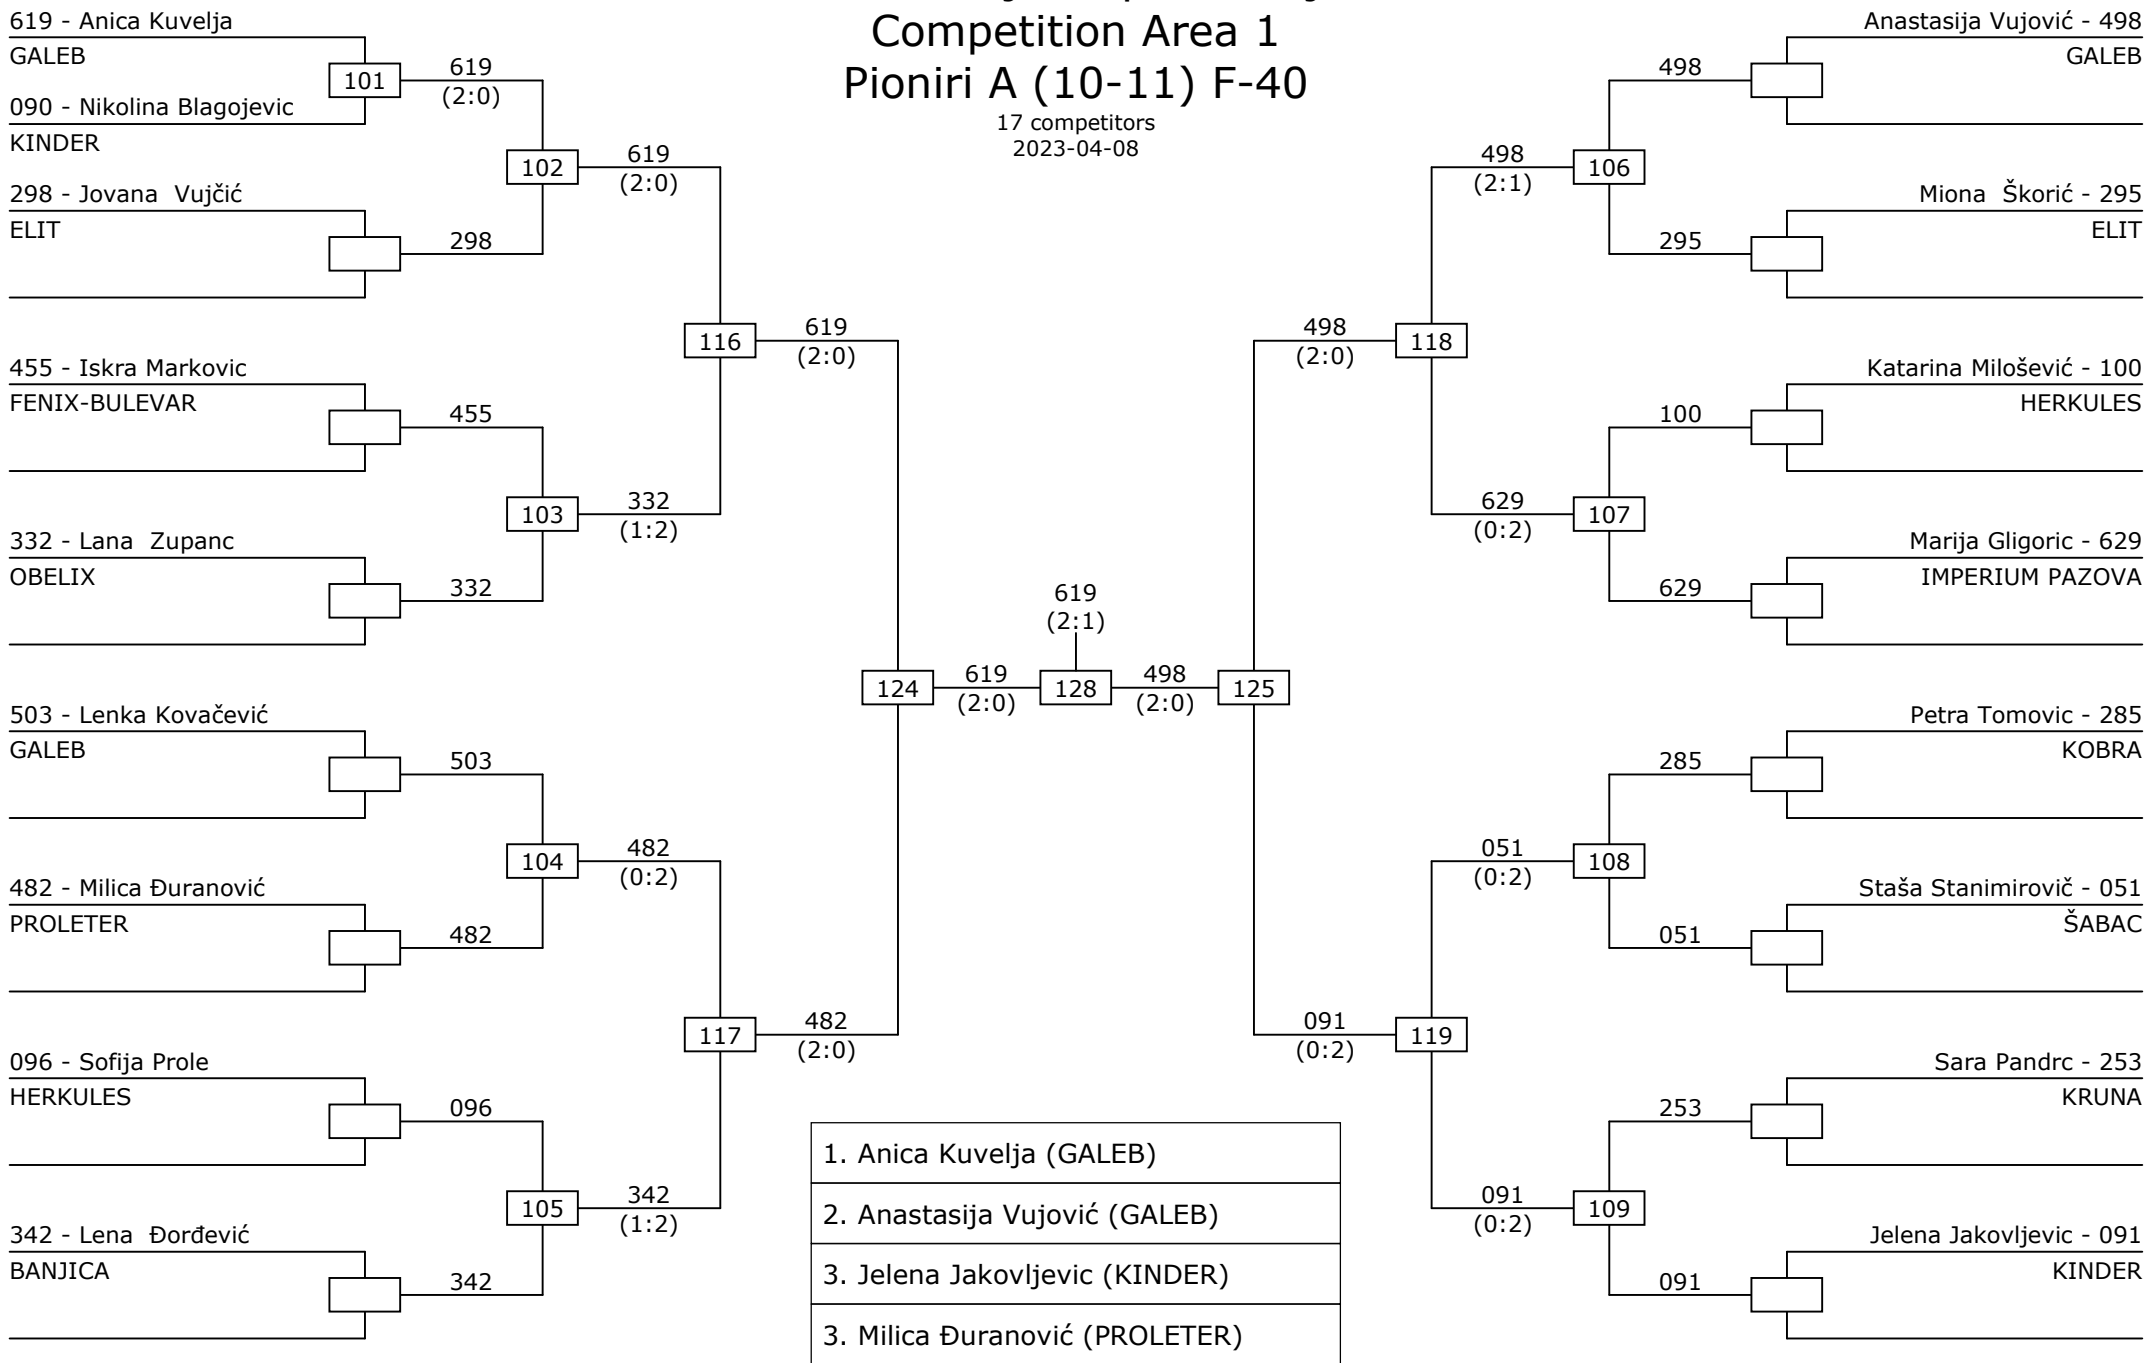 Competition Area 1
Pioniri A (10-11) F-40
17 competitors
2023-04-08
619 - Anica Kuvelja
GALEB
101
619
(2:0)
090 - Nikolina Blagojevic
KINDER
102
619
(2:0)
298 - Jovana Vujčić
ELIT
298
116
619
(2:0)
455 - Iskra Markovic
FENIX-BULEVAR
455
103
332
(1:2)
332 - Lana Zupanc
OBELIX
332
124
619
(2:0)
503 - Lenka Kovačević
GALEB
503
104
482
(0:2)
482 - Milica Đuranović
PROLETER
482
117
482
(2:0)
096 - Sofija Prole
HERKULES
096
105
342
(1:2)
342 - Lena Đorđević
BANJICA
342
619
(2:1)
128
Anastasija Vujović - 498
GALEB
498
106
498
(2:1)
Miona Škorić - 295
ELIT
295
118
498
(2:0)
Katarina Milošević - 100
HERKULES
100
107
629
(0:2)
Marija Gligoric - 629
IMPERIUM PAZOVA
629
125
498
(2:0)
Petra Tomovic - 285
KOBRA
285
108
051
(0:2)
Staša Stanimirovič - 051
ŠABAC
051
119
091
(0:2)
Sara Pandrc - 253
KRUNA
253
109
091
(0:2)
Jelena Jakovljevic - 091
KINDER
091
1. Anica Kuvelja (GALEB)
2. Anastasija Vujović (GALEB)
3. Jelena Jakovljevic (KINDER)
3. Milica Đuranović (PROLETER)